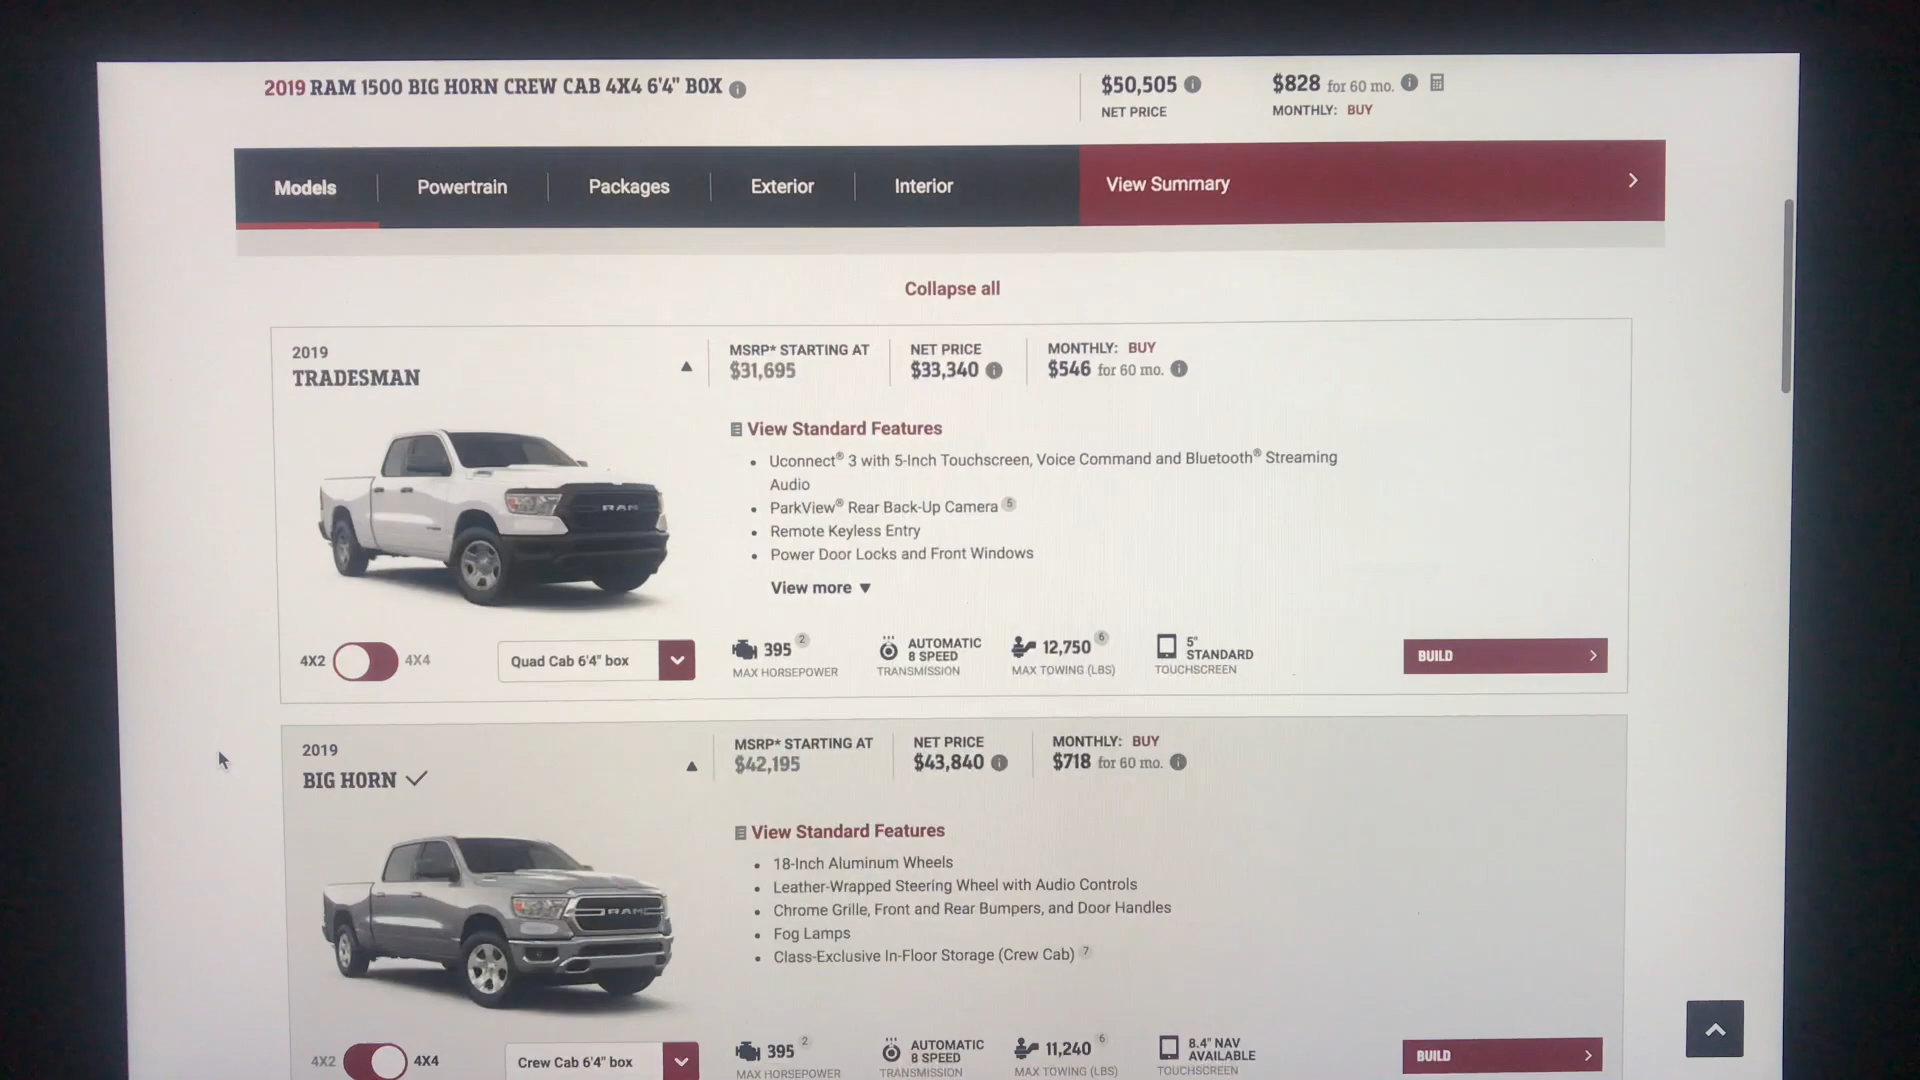 2019 RAM 1500 BIG HORN CREW CAB 4X4 6'4" BOX
$50,505
NET PRICE
$828 for 60 mo.
MONTHLY: BUY
Models
Powertrain
Packages
Exterior
Interior
View Summary
Collapse all
2019
TRADESMAN
MSRP* STARTING AT
$31,695
NET PRICE
$33,340
MONTHLY: BUY
$546 for 60 mo.
View Standard Features
Uconnect® 3 with 5-Inch Touchscreen, Voice Command and Bluetooth® Streaming
Audio
ParkView® Rear Back-Up Camera 5
Remote Keyless Entry
Power Door Locks and Front Windows
View more
RAM
4X2
4X4
Quad Cab 6'4" box
395 2
MAX HORSEPOWER
AUTOMATIC
8 SPEED
TRANSMISSION
12,750 6
MAX TOWING (LBS)
5"
STANDARD
TOUCHSCREEN
BUILD
2019
BIG HORN
MSRP* STARTING AT
$42,195
NET PRICE
$43,840
MONTHLY: BUY
$718 for 60 mo.
View Standard Features
18-Inch Aluminum Wheels
Leather-Wrapped Steering Wheel with Audio Controls
Chrome Grille, Front and Rear Bumpers, and Door Handles
Fog Lamps
Class-Exclusive In-Floor Storage (Crew Cab) 7
RAM
4X2
4X4
Crew Cab 6'4" box
395 2
MAX HORSEPOWER
AUTOMATIC
8 SPEED
TRANSMISSION
11,240 6
MAX TOWING (LBS)
8.4" NAV
AVAILABLE
TOUCHSCREEN
BUILD